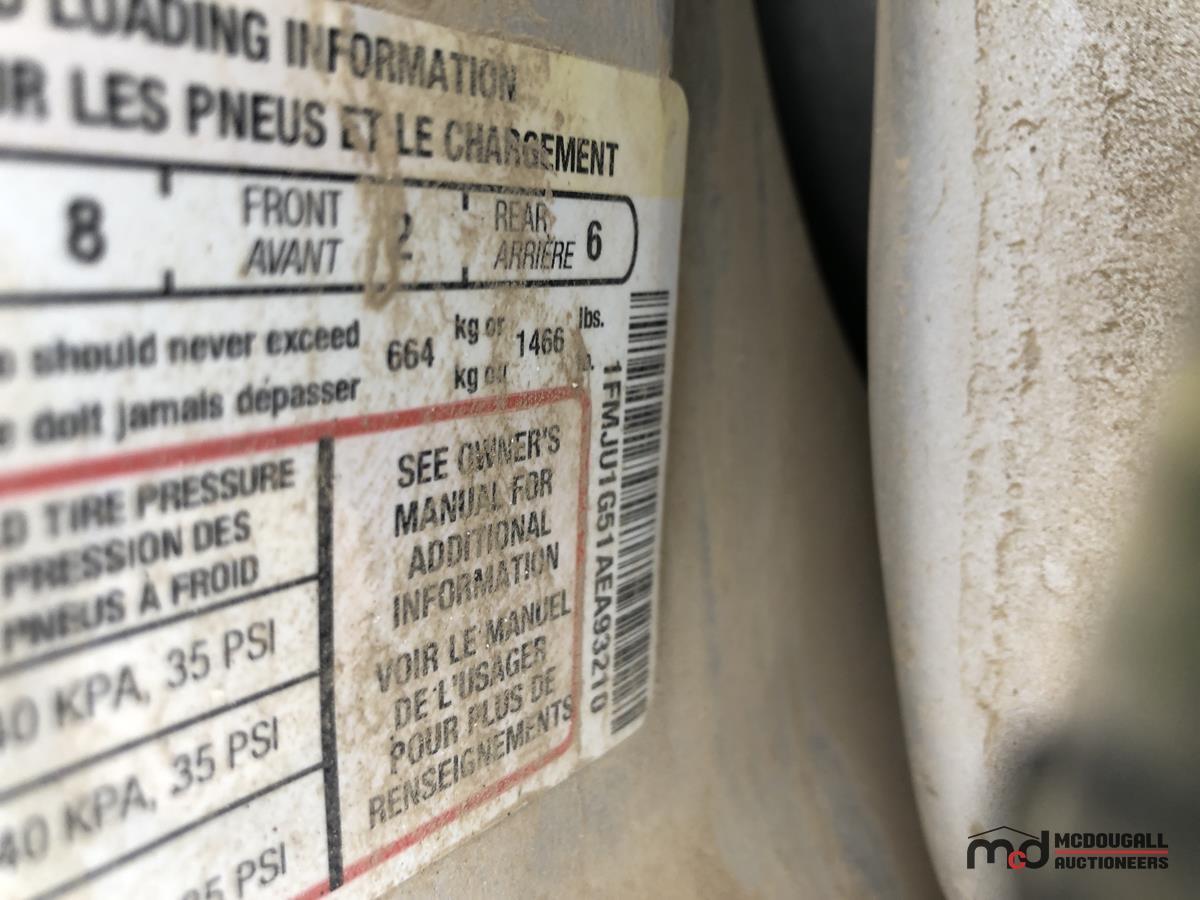 LOADING INFORMATION
LES PNEUS ET LE CHARGEMENT
8 FRONT 2 REAR 6
AVANT ARRIÈRE
should never exceed 664 kg or 1466 lbs.
doit jamais dépasser kg ou
TIRE PRESSURE
PRESSION DES
PNEUS À FROID
KPA, 35 PSI
KPA, 35 PSI
PSI
SEE OWNER'S
MANUAL FOR
ADDITIONAL
INFORMATION
VOIR LE MANUEL
DE L'USAGER
POUR PLUS DE
RENSEIGNEMENTS
1FMJU1G51AEA93210
mcd MCDOUGALL
AUCTIONEERS